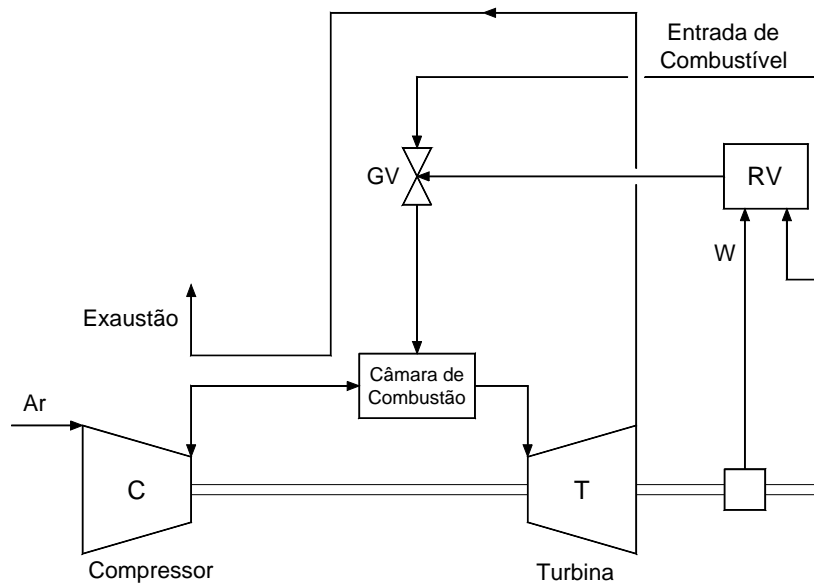 Entrada de
Combustível
GV
RV
W
Exaustão
Câmara de
Combustão
Ar
C
T
Compressor
Turbina